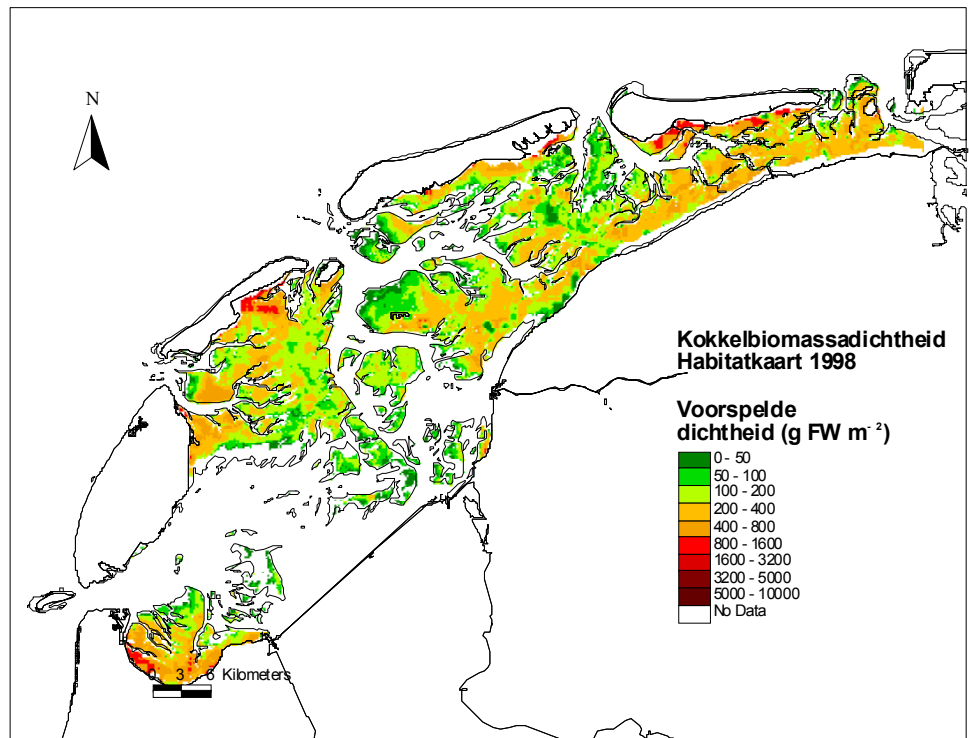 N
Kokkelbiomassadichtheid
Habitatkaart 1998
Voorspelde
dichtheid (g FW m⁻²)
0 - 50
50 - 100
100 - 200
200 - 400
400 - 800
800 - 1600
1600 - 3200
3200 - 5000
5000 - 10000
No Data
0 3 6 Kilometers